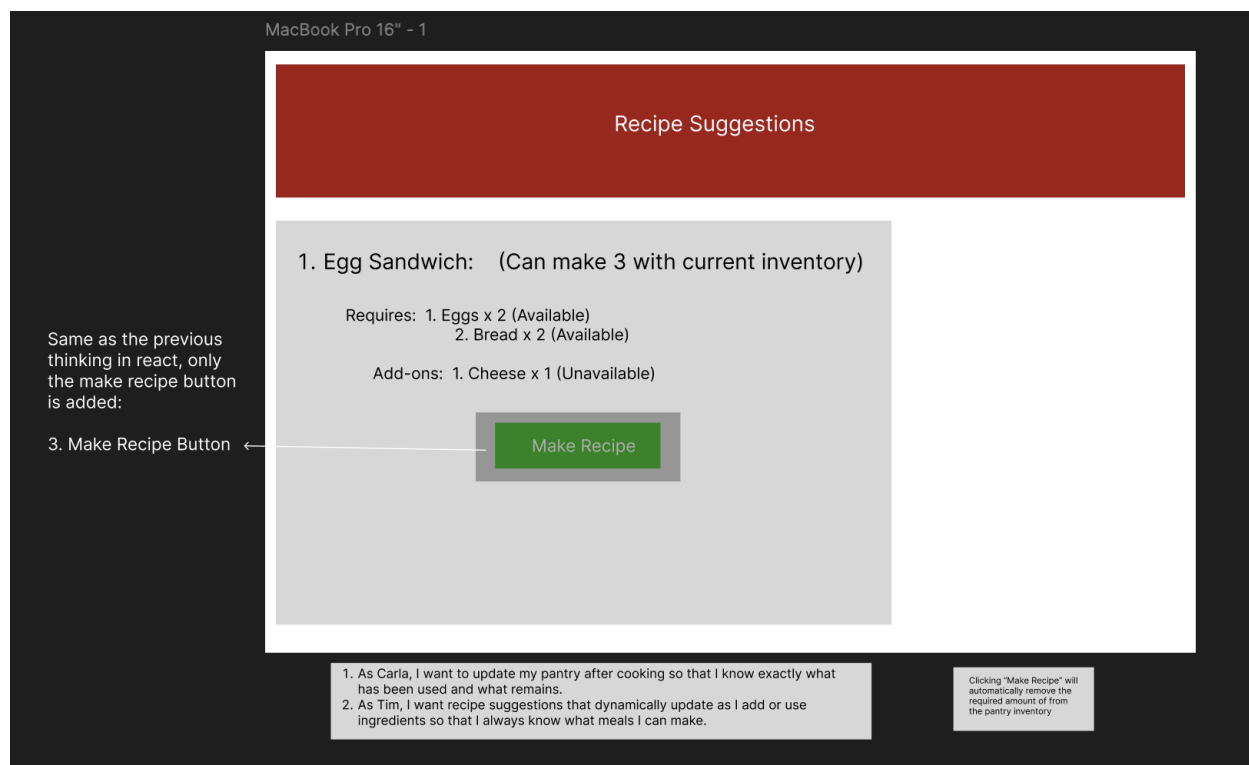 MacBook Pro 16" - 1
Recipe Suggestions
1. Egg Sandwich: (Can make 3 with current inventory)
Requires: 1. Eggs x 2 (Available)
2. Bread x 2 (Available)
Add-ons: 1. Cheese x 1 (Unavailable)
Make Recipe
Same as the previous
thinking in react, only
the make recipe button
is added:
3. Make Recipe Button
1. As Carla, I want to update my pantry after cooking so that I know exactly what
has been used and what remains.
2. As Tim, I want recipe suggestions that dynamically update as I add or use
ingredients so that I always know what meals I can make.
Clicking "Make Recipe" will
automatically remove the
required amount of from
the pantry inventory